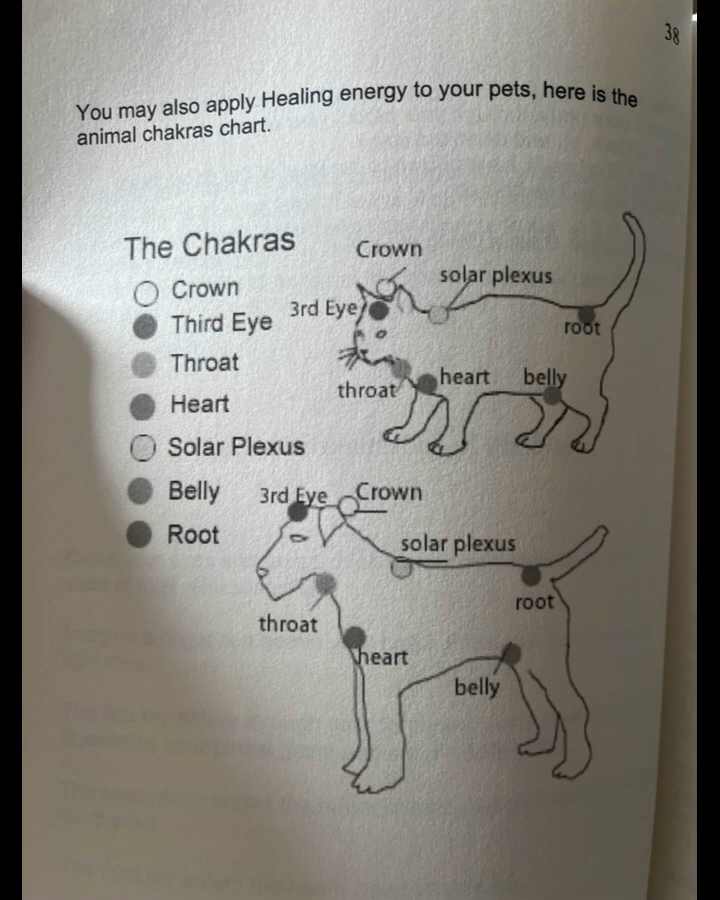 38
You may also apply Healing energy to your pets, here is the
animal chakras chart.
The Chakras
Crown
Third Eye
Throat
Heart
Solar Plexus
Belly
Root
Crown
solar plexus
3rd Eye
root
throat
heart
belly
3rd Eye
Crown
solar plexus
root
throat
heart
belly